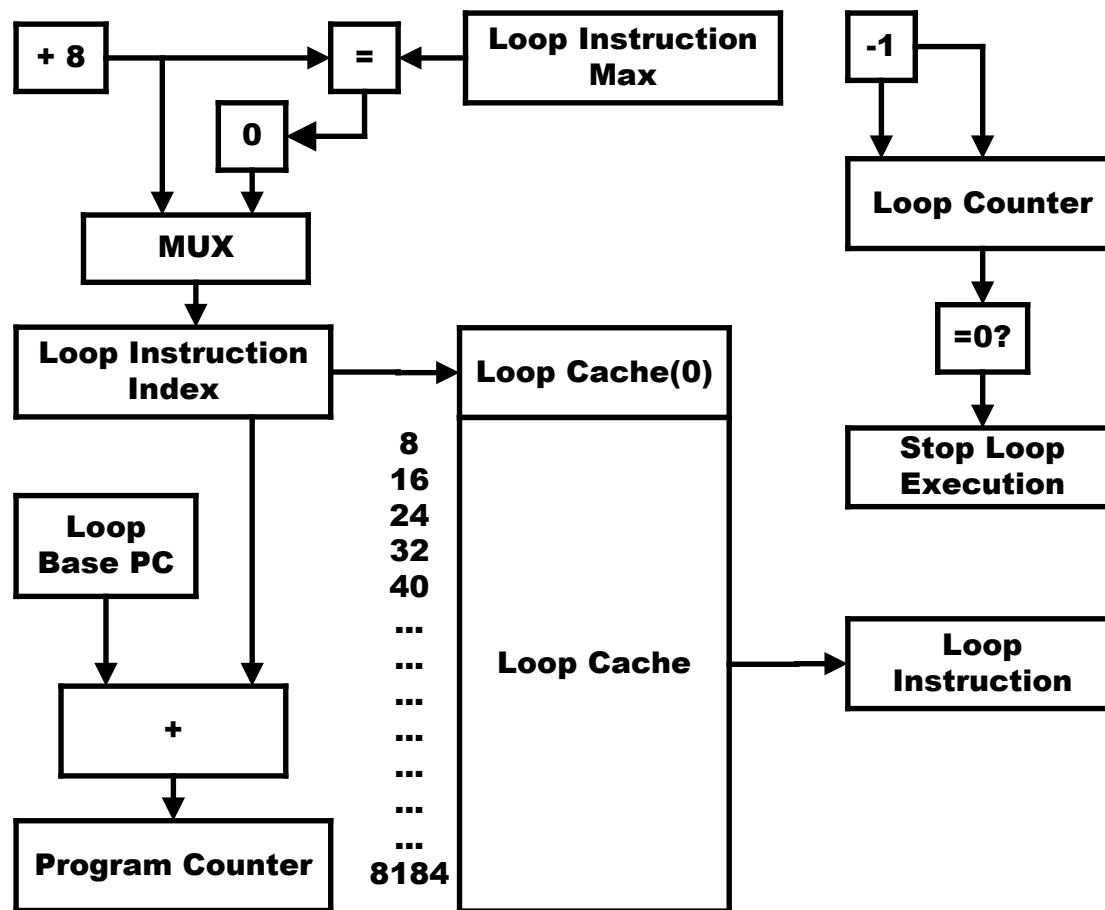 + 8
=
Loop Instruction
Max
-1
0
Loop Counter
MUX
=0?
Loop Instruction
Index
Loop Cache(0)
8
16
24
32
40
...
...
...
...
...
...
...
8184
Stop Loop
Execution
Loop
Base PC
Loop Cache
Loop
Instruction
+
Program Counter